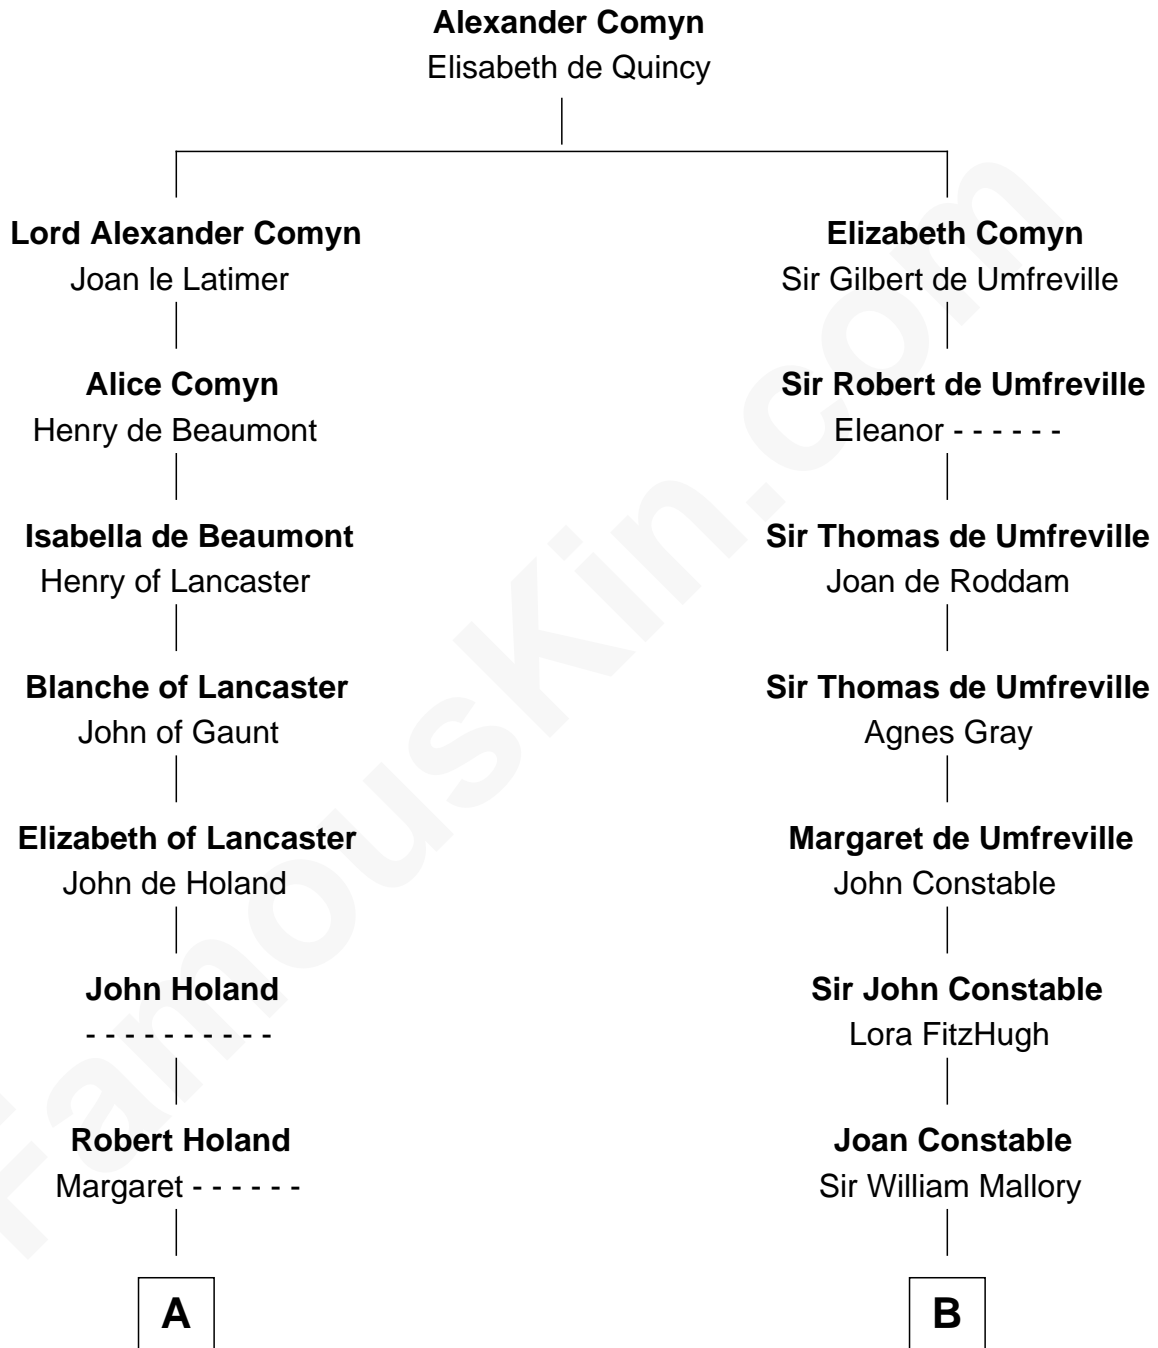 Alexander Comyn
Elisabeth de Quincy
Lord Alexander Comyn
Joan le Latimer
Elizabeth Comyn
Sir Gilbert de Umfreville
Alice Comyn
Henry de Beaumont
Sir Robert de Umfreville
Eleanor - - - - - -
Isabella de Beaumont
Henry of Lancaster
Sir Thomas de Umfreville
Joan de Roddam
Blanche of Lancaster
John of Gaunt
Sir Thomas de Umfreville
Agnes Gray
Elizabeth of Lancaster
John de Holand
Margaret de Umfreville
John Constable
John Holand
- - - - - - - - - -
Sir John Constable
Lora FitzHugh
Robert Holand
Margaret - - - - - -
Joan Constable
Sir William Mallory
A
B
FamousKin.com